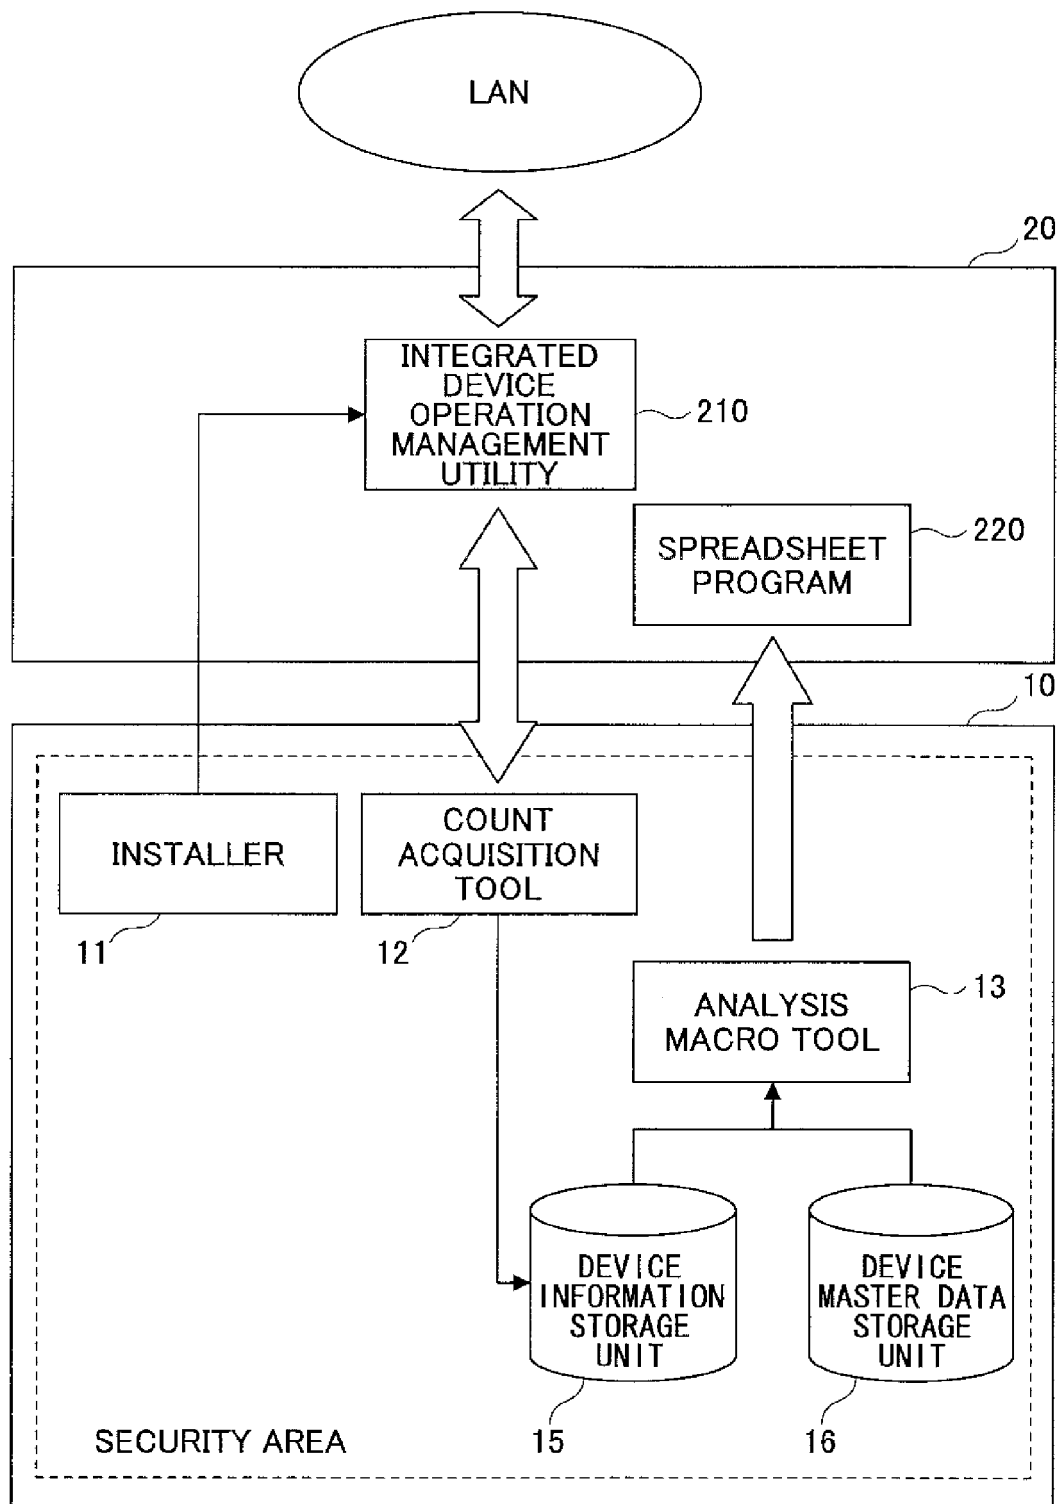 LAN
20
INTEGRATED
DEVICE
OPERATION
MANAGEMENT
UTILITY
210
SPREADSHEET
PROGRAM
220
10
INSTALLER
11
COUNT
ACQUISITION
TOOL
12
ANALYSIS
MACRO TOOL
13
DEVICE
INFORMATION
STORAGE
UNIT
15
DEVICE
MASTER DATA
STORAGE
UNIT
16
SECURITY AREA